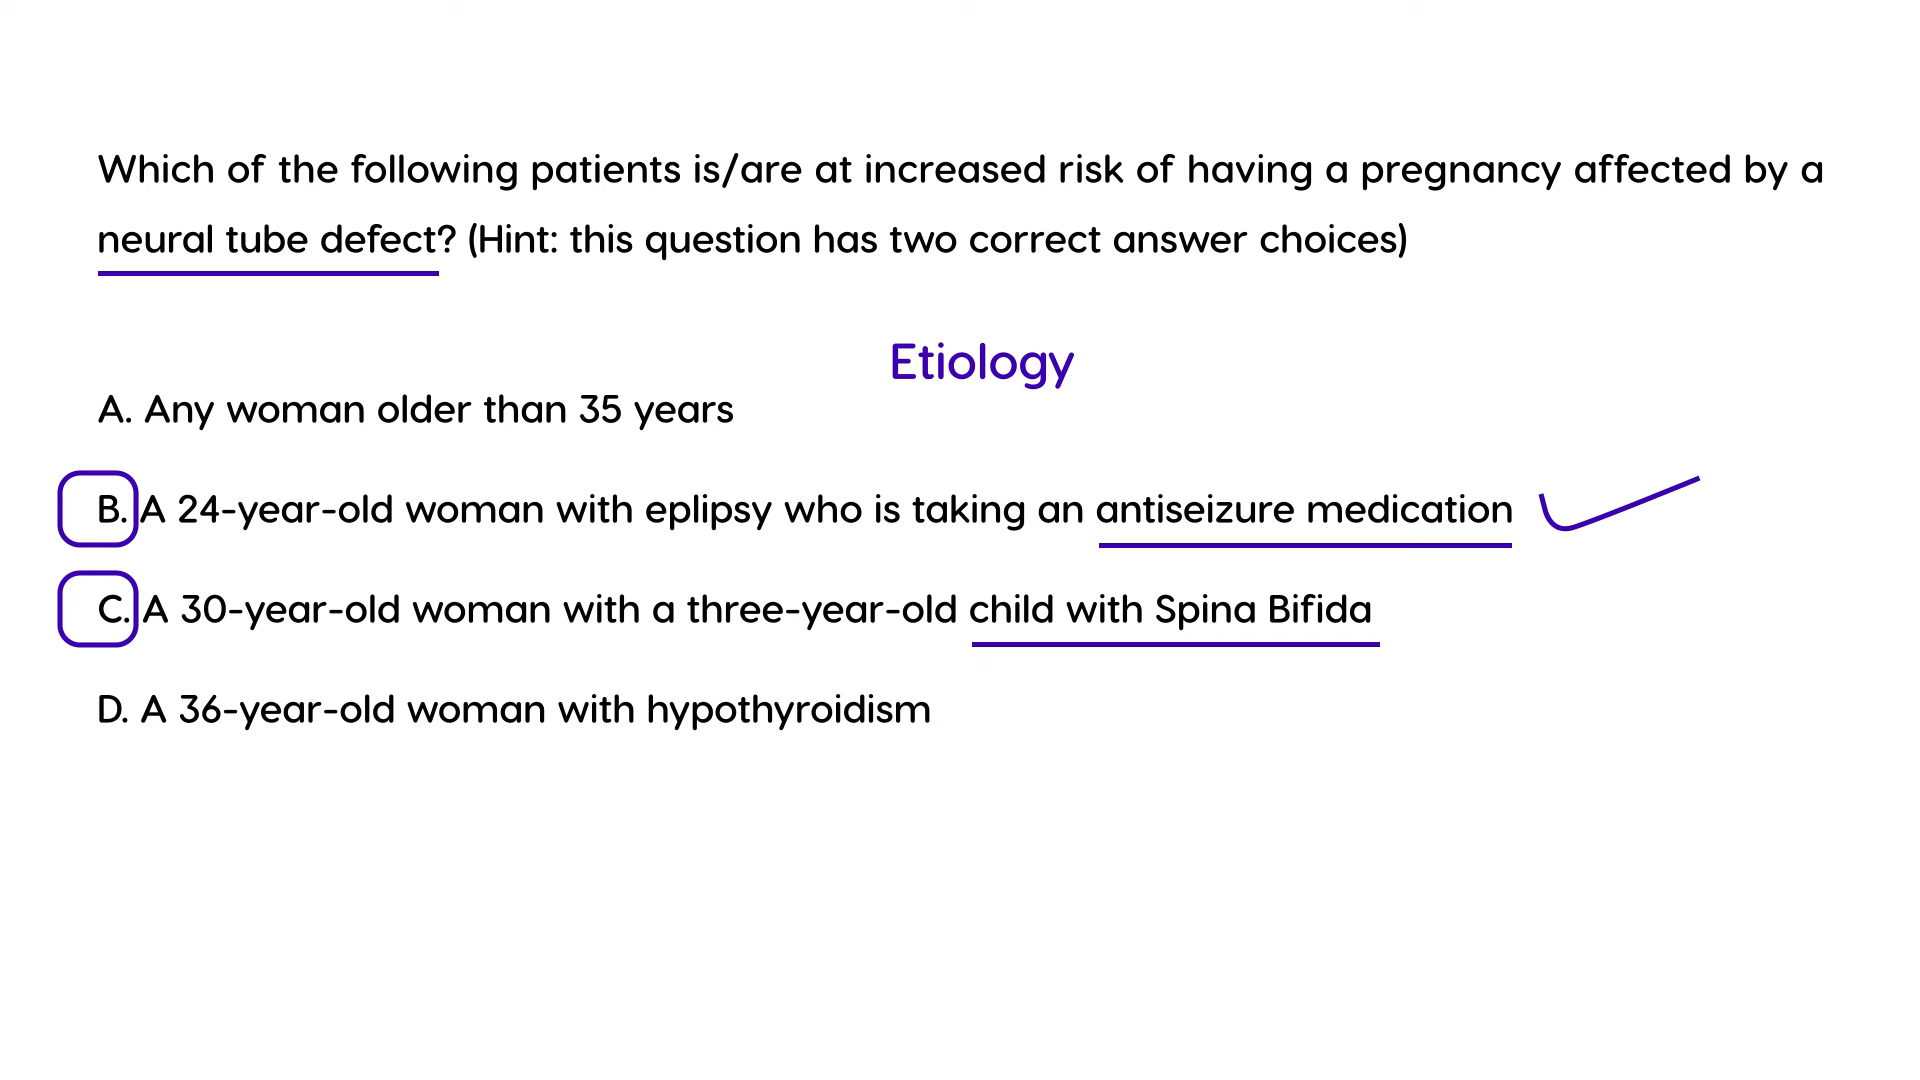 Which of the following patients is/are at increased risk of having a pregnancy affected by a
neural tube defect? (Hint: this question has two correct answer choices)
Etiology
A. Any woman older than 35 years
B. A 24-year-old woman with eplipsy who is taking an antiseizure medication
C. A 30-year-old woman with a three-year-old child with Spina Bifida
D. A 36-year-old woman with hypothyroidism